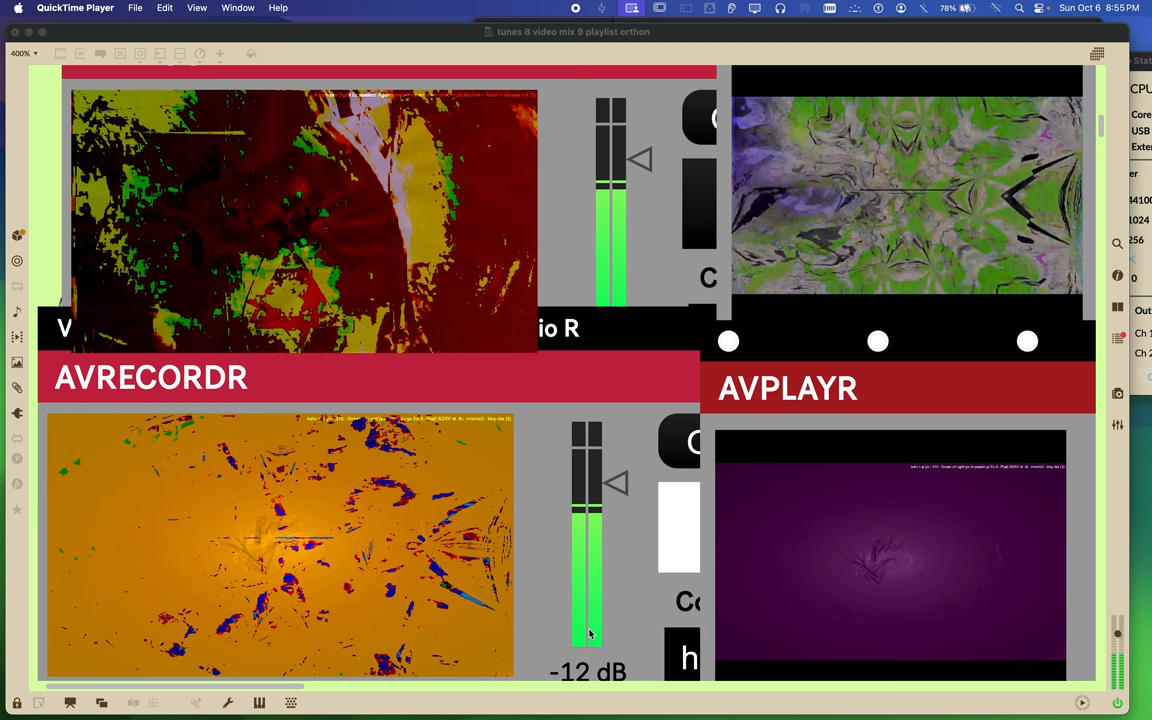 QuickTime Player File Edit View Window Help 78% Sun Oct 6 8:55 PM
tunes 8 video mix 9 playlist orthon
400%
Stat
CPU
Core
USB
Exter
er
44100
1024
256
0
Out
Ch 1
Ch 2
C
V io R
AVRECORDR
AVPLAYR
C
Co
h
-12 dB